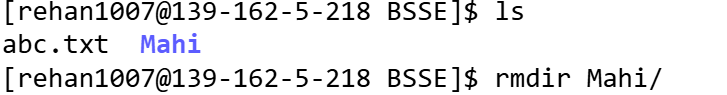 [rehan1007@139-162-5-218 BSSE]$ ls
abc.txt  Mahi
[rehan1007@139-162-5-218 BSSE]$ rmdir Mahi/